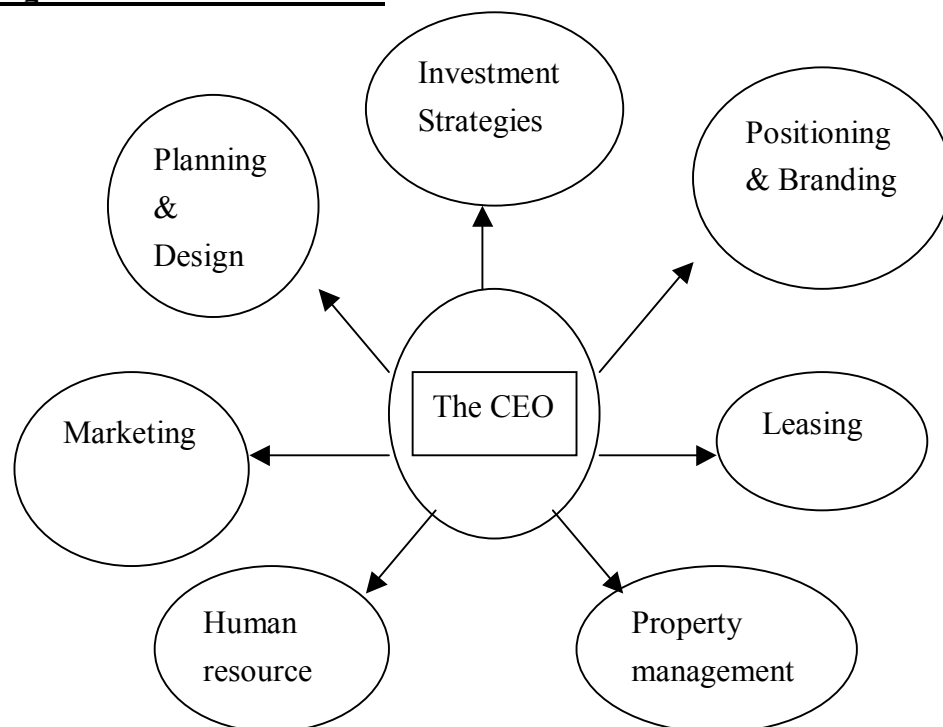 Investment
Strategies
Positioning
& Branding
Planning
&
Design
The CEO
Marketing
Leasing
Human
resource
Property
management